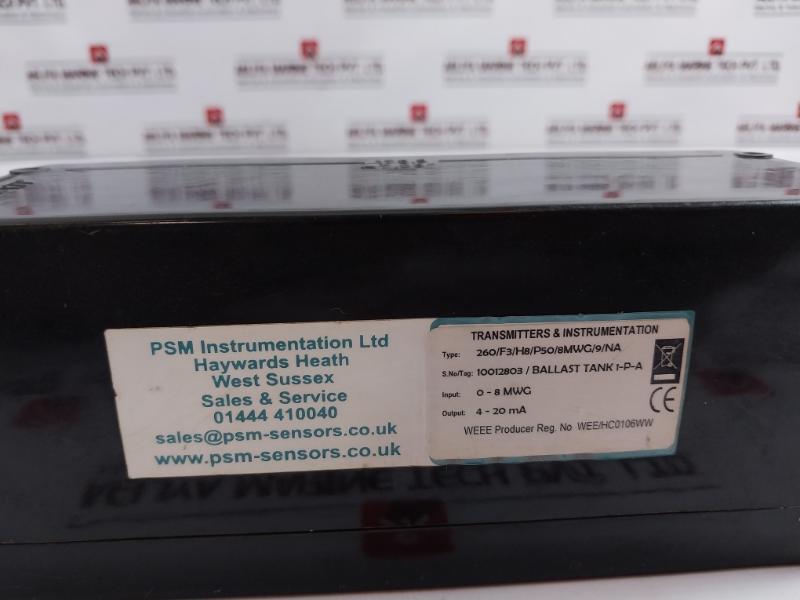 PSM Instrumentation Ltd
Haywards Heath
West Sussex
Sales & Service
01444 410040
sales@psm-sensors.co.uk
www.psm-sensors.co.uk
TRANSMITTERS & INSTRUMENTATION
Type: 260/F3/H8/P50/8MWG/9/NA
S.No/Tag: 10012803 / BALLAST TANK 1-P-A
Input: 0 - 8 MWG
Output: 4 - 20 mA
WEEE Producer Reg. No WEE/HC0106WW
CE